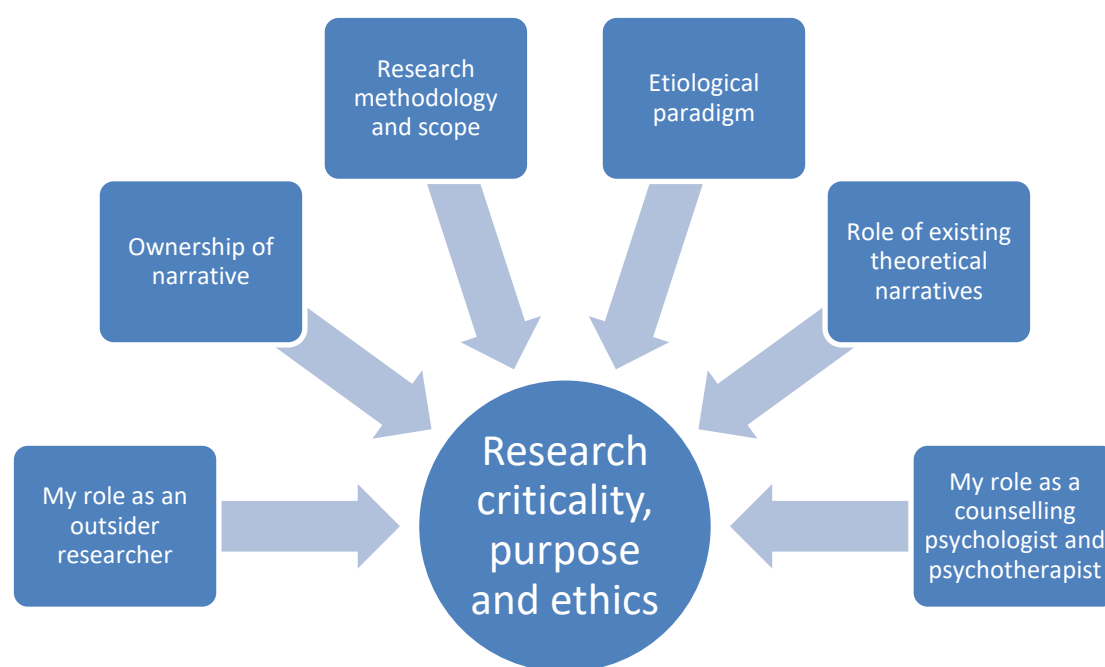 Research
methodology
and scope
Etiological
paradigm
Ownership of
narrative
Role of existing
theoretical
narratives
My role as an
outsider
researcher
Research
criticality,
purpose
and ethics
My role as a
counselling
psychologist and
psychotherapist